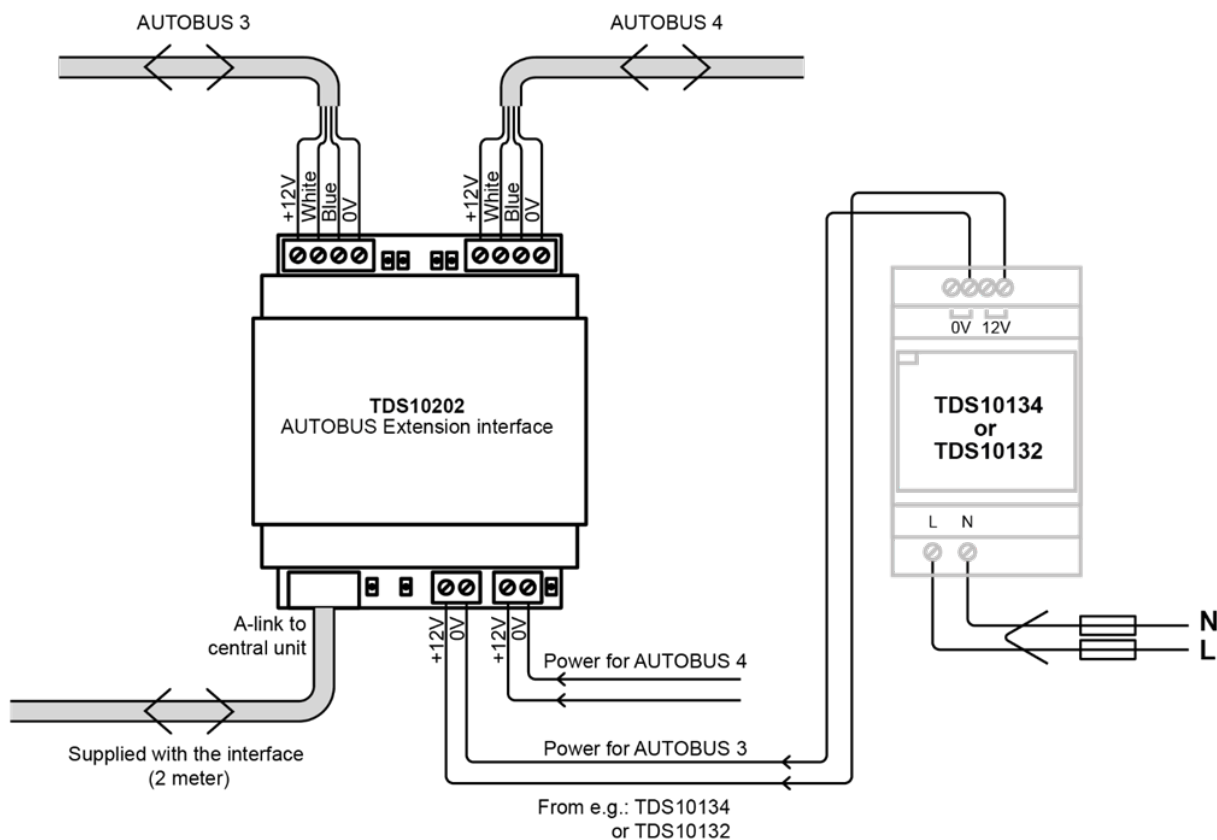 AUTOBUS 3
AUTOBUS 4
+12V
White
Blue
0V
+12V
White
Blue
0V
0V 12V
TDS10202
AUTOBUS Extension interface
TDS10134
or
TDS10132
L N
A-link to
central unit
+12V
0V
+12V
0V
N
L
Power for AUTOBUS 4
Power for AUTOBUS 3
Supplied with the interface
(2 meter)
From e.g.: TDS10134
or TDS10132